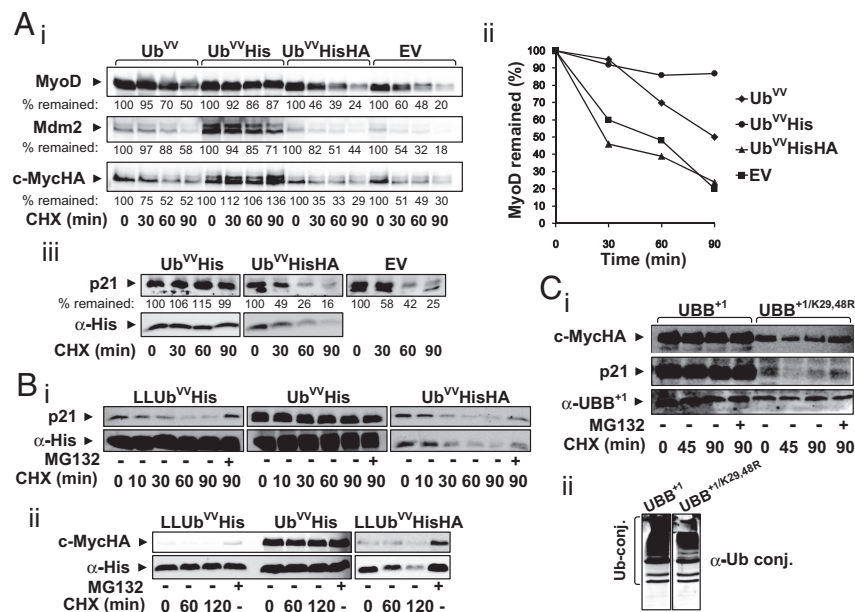 A i
Ub^VV Ub^VVHis Ub^VVHisHA EV
MyoD
% remained: 100 95 70 50 100 92 86 87 100 46 39 24 100 60 48 20
Mdm2
% remained: 100 97 88 58 100 94 85 71 100 82 51 44 100 54 32 18
c-MycHA
% remained: 100 75 52 52 100 112 106 136 100 35 33 29 100 51 49 30
CHX (min) 0 30 60 90 0 30 60 90 0 30 60 90 0 30 60 90
ii
MyoD remained (%)
100
90
80
70
60
50
40
30
20
10
0
0 30 60 90
Time (min)
Ub^VV
Ub^VVHis
Ub^VVHisHA
EV
iii
Ub^VVHis Ub^VVHisHA EV
p21
% remained: 100 106 115 99 100 49 26 16 100 58 42 25
α-His
CHX (min) 0 30 60 90 0 30 60 90 0 30 60 90
B i
LLUb^VVHis Ub^VVHis Ub^VVHisHA
p21
α-His
MG132 - - - - - + - - - - - + - - - - - +
CHX (min) 0 10 30 60 90 90 0 10 30 60 90 90 0 10 30 60 90 90
ii
LLUb^VVHis Ub^VVHis LLUb^VVHisHA
c-MycHA
α-His
MG132 - - - + - - - + - - - +
CHX (min) 0 60 120 - 0 60 120 - 0 60 120 -
C i
UBB^+1 UBB^+1/K29,48R
c-MycHA
p21
α-UBB^+1
MG132 - - - + - - - +
CHX (min) 0 45 90 90 0 45 90 90
ii
UBB^+1 UBB^+1/K29,48R
Ub-conj.
α-Ub conj.